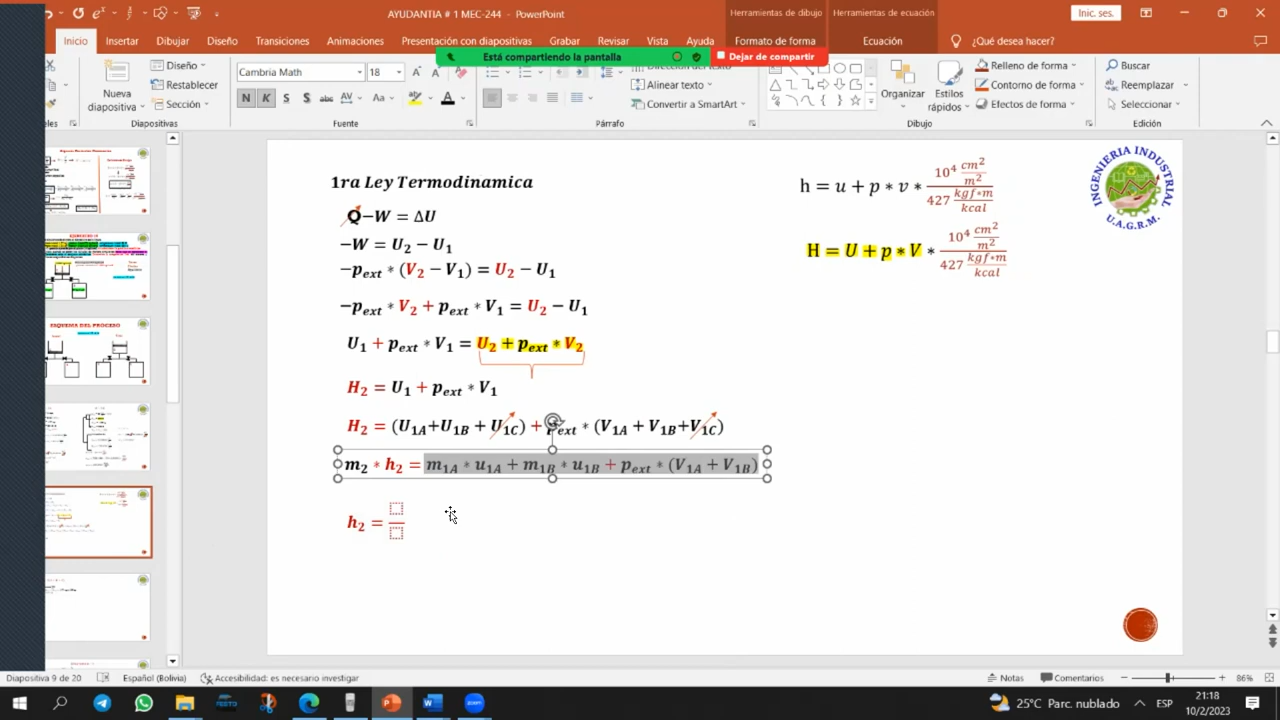 AYUDANTIA # 1 MEC-244 - PowerPoint
Herramientas de dibujo
Herramientas de ecuación
Inic. ses.
Inicio
Insertar
Dibujar
Diseño
Transiciones
Animaciones
Presentación con diapositivas
Grabar
Revisar
Vista
Ayuda
Formato de forma
Ecuación
¿Qué desea hacer?
Está compartiendo la pantalla
Dejar de compartir
Nueva diapositiva
Diseño
Restablecer
Sección
Cambria Math
18
N K S S abc AV Aa A
Alinear texto
Convertir a SmartArt
Organizar
Estilos rápidos
Relleno de forma
Contorno de forma
Efectos de forma
Buscar
Reemplazar
Seleccionar
Diapositivas
Fuente
Párrafo
Dibujo
Edición
ESQUEMA DEL PROCESO
1ra Ley Termodinamica
Q−W = ΔU
−W = U₂ − U₁
−p_ext * (V₂ − V₁) = U₂ − U₁
−p_ext * V₂ + p_ext * V₁ = U₂ − U₁
U₁ + p_ext * V₁ = U₂ + p_ext * V₂
H₂ = U₁ + p_ext * V₁
H₂ = (U₁A+U₁B + U₁C) + p_ext * (V₁A + V₁B+V₁C)
m₂ * h₂ = m₁A * u₁A + m₁B * u₁B + p_ext * (V₁A + V₁B)
h₂ =
h = u + p * v * (10⁴ cm²/m²)/(427 kgf*m/kcal)
H = U + p * V * (10⁴ cm²/m²)/(427 kgf*m/kcal)
INGENIERIA INDUSTRIAL
U.A.G.R.M.
Diapositiva 9 de 20
Español (Bolivia)
Accesibilidad: es necesario investigar
Notas
Comentarios
86%
25°C Parc. nublado
ESP
21:18
10/2/2023